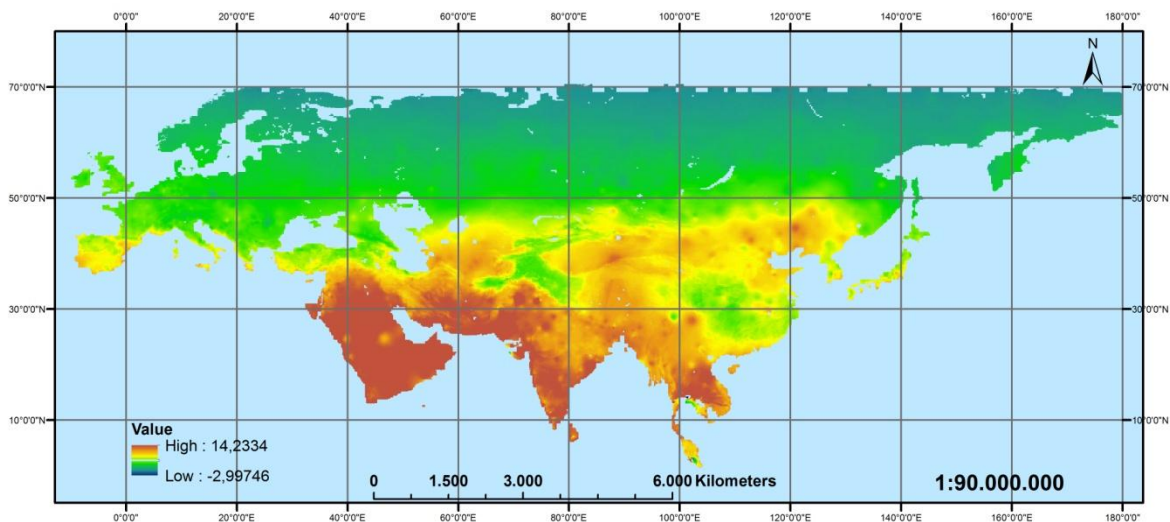 0°0'0" 20°0'0"E 40°0'0"E 60°0'0"E 80°0'0"E 100°0'0"E 120°0'0"E 140°0'0"E 160°0'0"E 180°0'0"
N
70°0'0"N 70°0'0"N
50°0'0"N 50°0'0"N
30°0'0"N 30°0'0"N
10°0'0"N 10°0'0"N
Value
High : 14,2334
Low : -2,99746
0 1.500 3.000 6.000 Kilometers
1:90.000.000
0°0'0" 20°0'0"E 40°0'0"E 60°0'0"E 80°0'0"E 100°0'0"E 120°0'0"E 140°0'0"E 160°0'0"E 180°0'0"